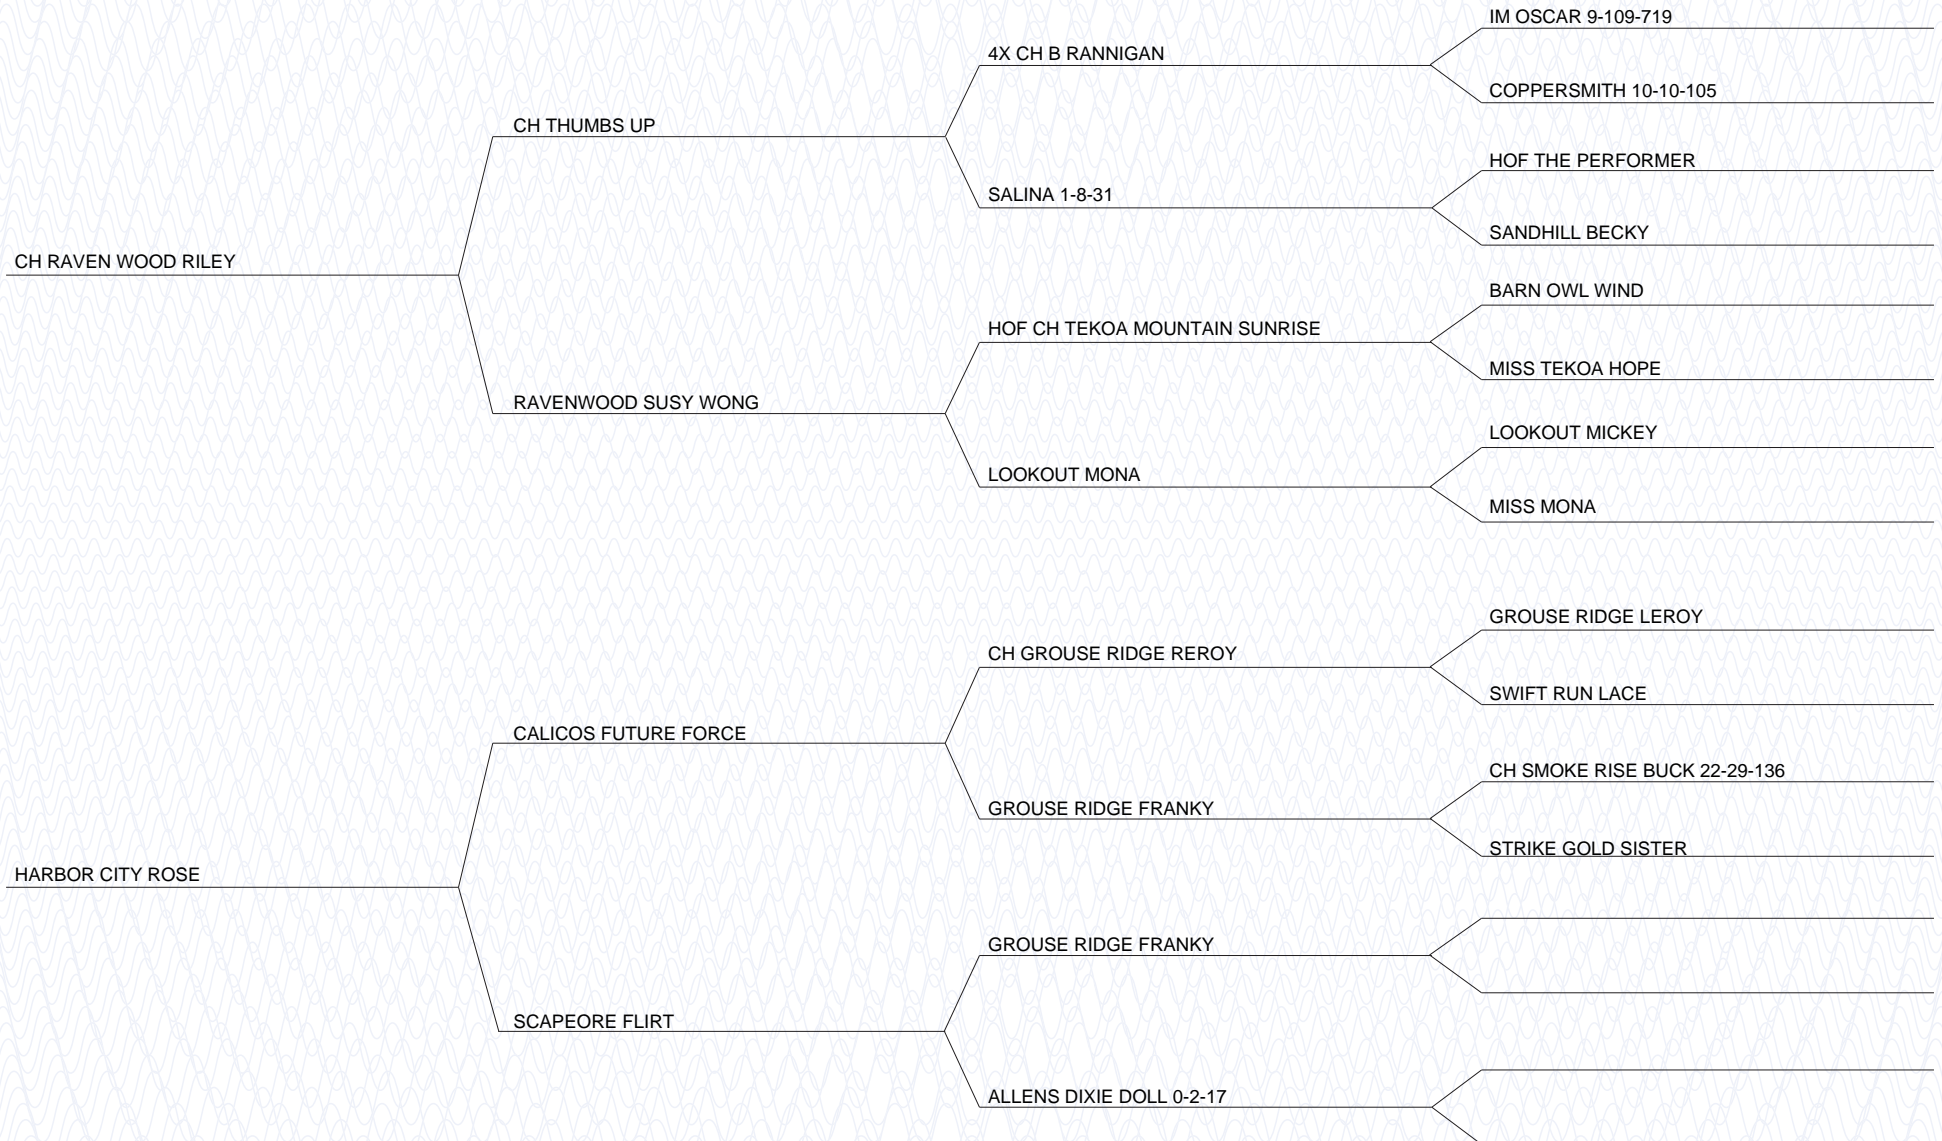 IM OSCAR 9-109-719
4X CH B RANNIGAN
COPPERSMITH 10-10-105
CH THUMBS UP
HOF THE PERFORMER
SALINA 1-8-31
SANDHILL BECKY
CH RAVEN WOOD RILEY
BARN OWL WIND
HOF CH TEKOA MOUNTAIN SUNRISE
MISS TEKOA HOPE
RAVENWOOD SUSY WONG
LOOKOUT MICKEY
LOOKOUT MONA
MISS MONA
GROUSE RIDGE LEROY
CH GROUSE RIDGE REROY
SWIFT RUN LACE
CALICOS FUTURE FORCE
CH SMOKE RISE BUCK 22-29-136
GROUSE RIDGE FRANKY
STRIKE GOLD SISTER
HARBOR CITY ROSE
GROUSE RIDGE FRANKY
SCAPEORE FLIRT
ALLENS DIXIE DOLL 0-2-17